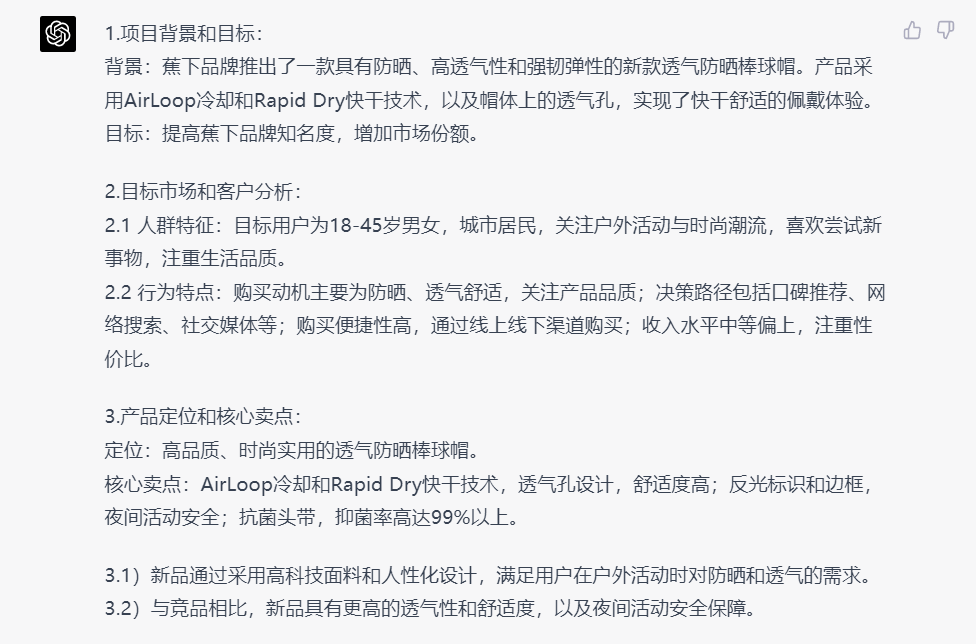 1.项目背景和目标：
背景：蕉下品牌推出了一款具有防晒、高透气性和强韧弹性的新款透气防晒棒球帽。产品采
用AirLoop冷却和Rapid Dry快干技术，以及帽体上的透气孔，实现了快干舒适的佩戴体验。
目标：提高蕉下品牌知名度，增加市场份额。
2.目标市场和客户分析：
2.1 人群特征：目标用户为18-45岁男女，城市居民，关注户外活动与时尚潮流，喜欢尝试新
事物，注重生活品质。
2.2 行为特点：购买动机主要为防晒、透气舒适，关注产品品质；决策路径包括口碑推荐、网
络搜索、社交媒体等；购买便捷性高，通过线上线下渠道购买；收入水平中等偏上，注重性
价比。
3.产品定位和核心卖点：
定位：高品质、时尚实用的透气防晒棒球帽。
核心卖点：AirLoop冷却和Rapid Dry快干技术，透气孔设计，舒适度高；反光标识和边框，
夜间活动安全；抗菌头带，抑菌率高达99%以上。
3.1）新品通过采用高科技面料和人性化设计，满足用户在户外活动时对防晒和透气的需求。
3.2）与竞品相比，新品具有更高的透气性和舒适度，以及夜间活动安全保障。